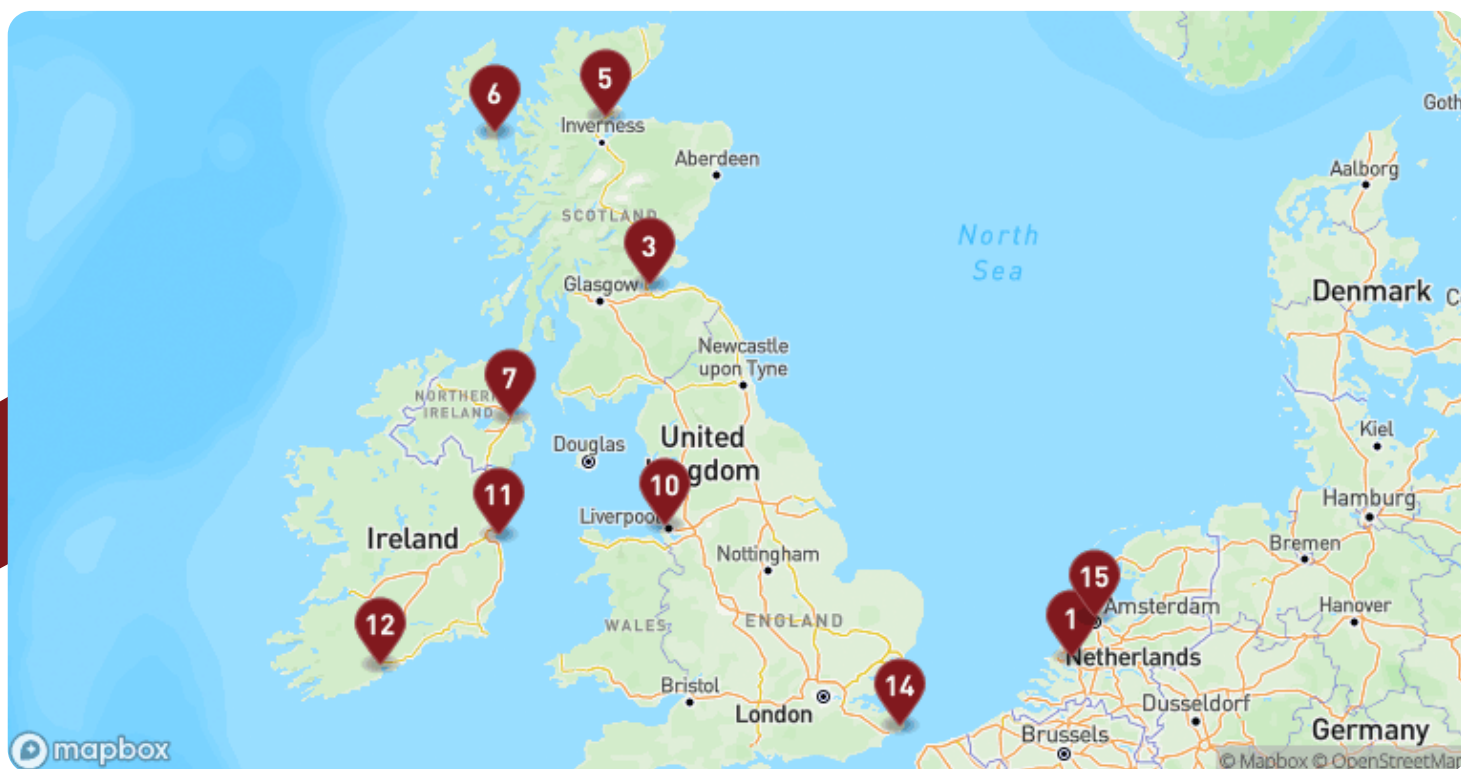 6
5
Inverness
Aberdeen
SCOTLAND
3
Glasgow
North
Sea
Goth
Aalborg
Denmark
C
Newcastle
upon Tyne
7
NORTHERN
IRELAND
Douglas
United
gdom
Kiel
10
11
Liverpool
Ireland
Hamburg
Nottingham
Bremen
15
Amsterdam
Hanover
12
1
WALES
ENGLAND
Netherlands
14
Bristol
London
Dusseldorf
Brussels
Germany
mapbox
© Mapbox © OpenStreetMap